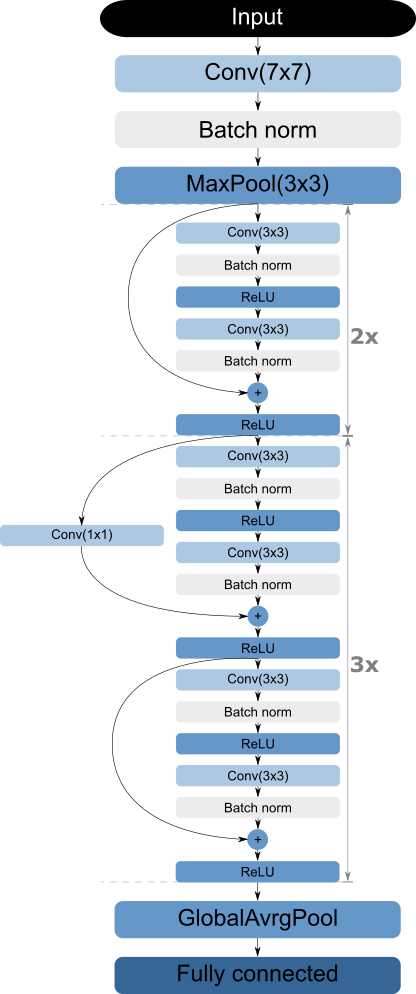 Input
Conv(7x7)
Batch norm
MaxPool(3x3)
Conv(3x3)
Batch norm
ReLU
Conv(3x3)
2x
Batch norm
+
ReLU
Conv(3x3)
Batch norm
ReLU
Conv(1x1)
Conv(3x3)
Batch norm
+
ReLU
3x
Conv(3x3)
Batch norm
ReLU
Conv(3x3)
Batch norm
+
ReLU
GlobalAvrgPool
Fully connected